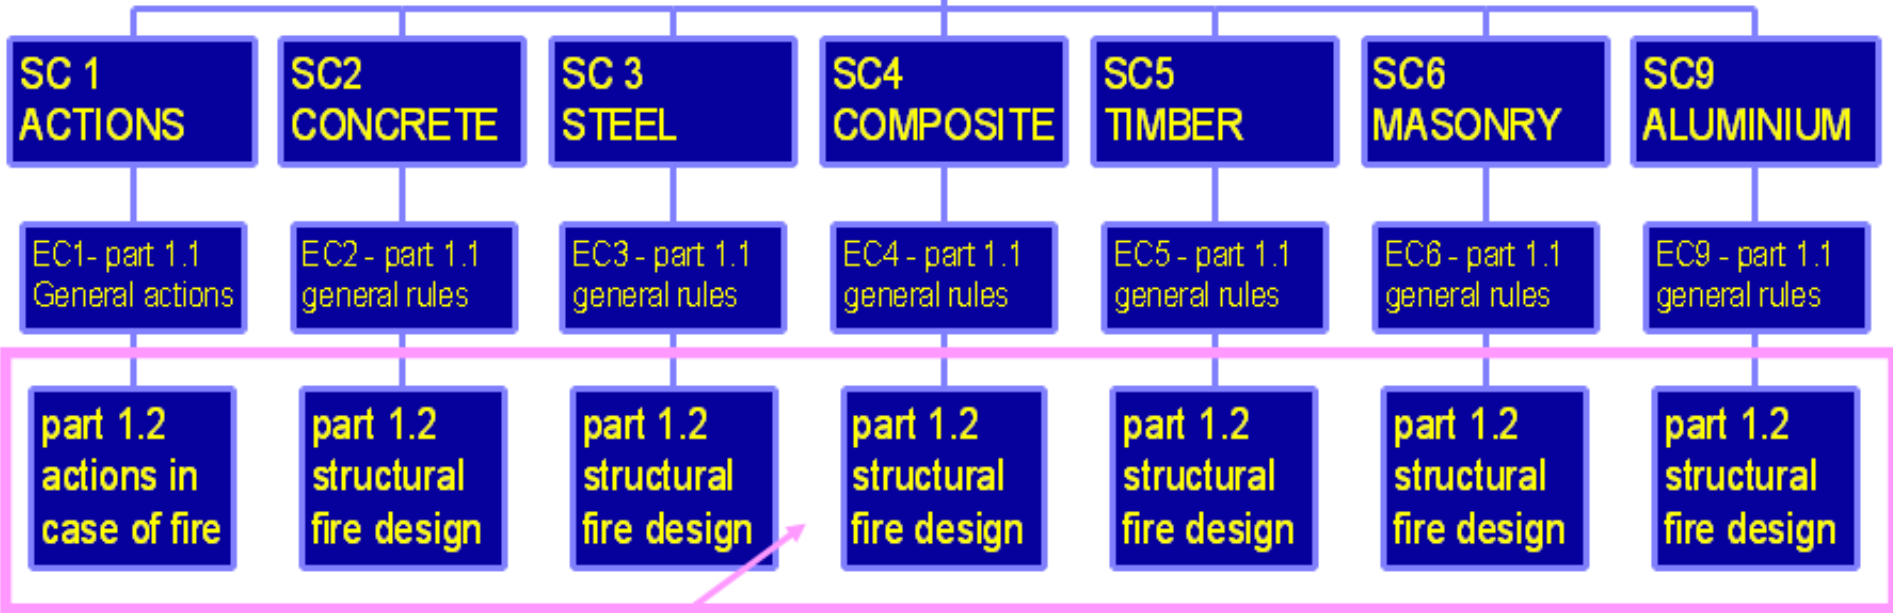 SC 1
ACTIONS
SC2
CONCRETE
SC 3
STEEL
SC4
COMPOSITE
SC5
TIMBER
SC6
MASONRY
SC9
ALUMINIUM
EC1- part 1.1
General actions
EC2 - part 1.1
general rules
EC3 - part 1.1
general rules
EC4 - part 1.1
general rules
EC5 - part 1.1
general rules
EC6 - part 1.1
general rules
EC9 - part 1.1
general rules
part 1.2
actions in
case of fire
part 1.2
structural
fire design
part 1.2
structural
fire design
part 1.2
structural
fire design
part 1.2
structural
fire design
part 1.2
structural
fire design
part 1.2
structural
fire design